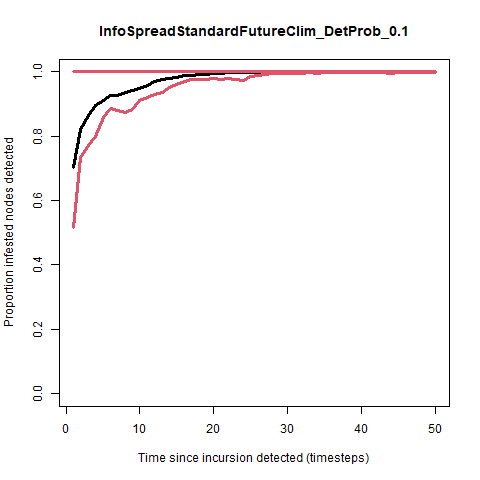 InfoSpreadStandardFutureClim_DetProb_0.1
1.0
0.8
0.6
0.4
0.2
0.0
Proportion infested nodes detected
0 10 20 30 40 50
Time since incursion detected (timesteps)